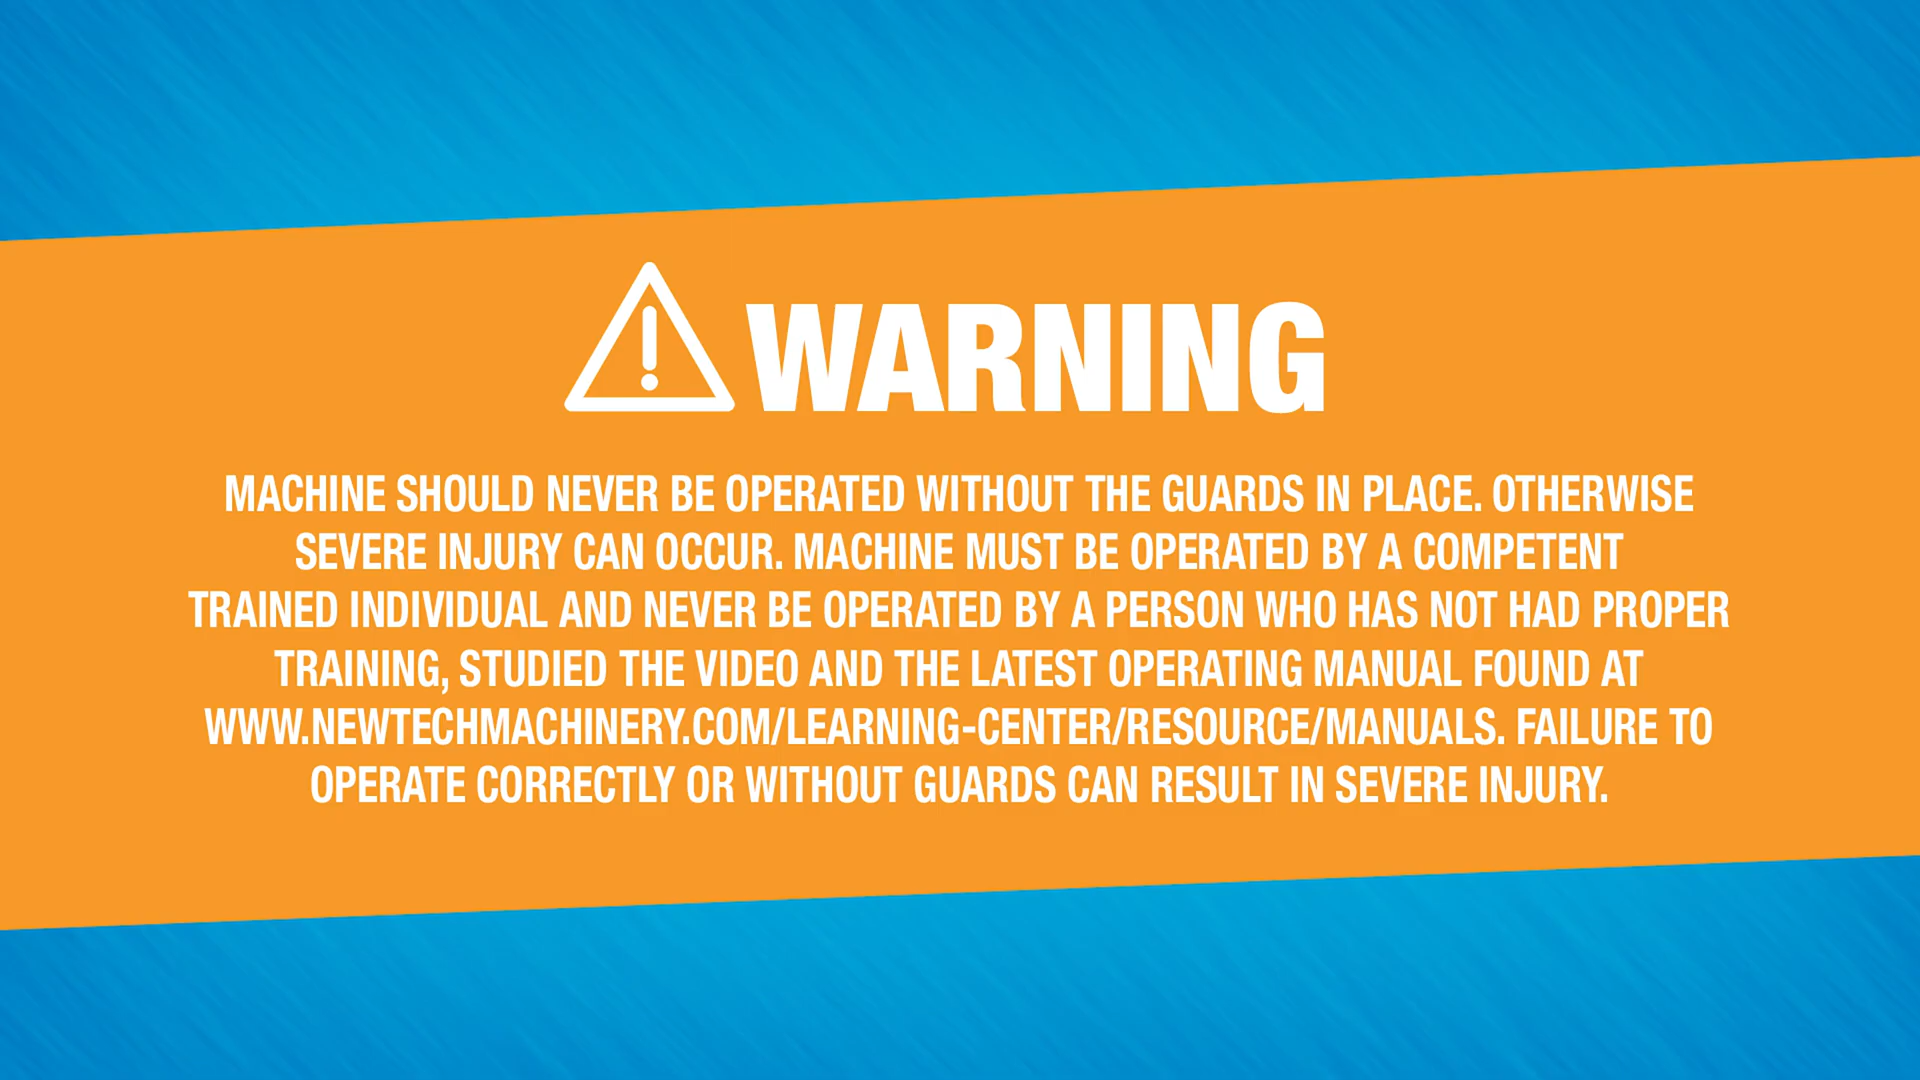 WARNING
MACHINE SHOULD NEVER BE OPERATED WITHOUT THE GUARDS IN PLACE. OTHERWISE
SEVERE INJURY CAN OCCUR. MACHINE MUST BE OPERATED BY A COMPETENT
TRAINED INDIVIDUAL AND NEVER BE OPERATED BY A PERSON WHO HAS NOT HAD PROPER
TRAINING, STUDIED THE VIDEO AND THE LATEST OPERATING MANUAL FOUND AT
WWW.NEWTECHMACHINERY.COM/LEARNING-CENTER/RESOURCE/MANUALS. FAILURE TO
OPERATE CORRECTLY OR WITHOUT GUARDS CAN RESULT IN SEVERE INJURY.